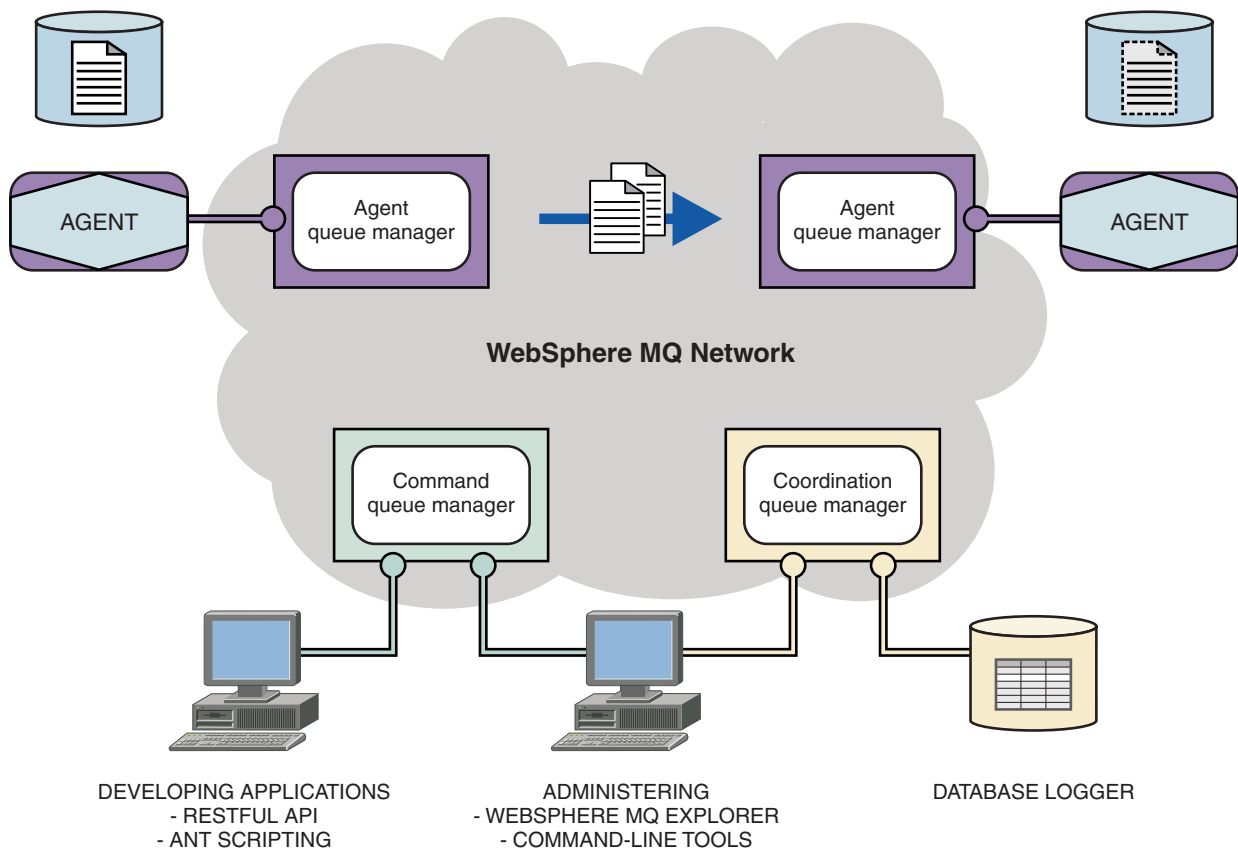 AGENT
Agent
queue manager
Agent
queue manager
AGENT
WebSphere MQ Network
Command
queue manager
Coordination
queue manager
DEVELOPING APPLICATIONS
- RESTFUL API
- ANT SCRIPTING
ADMINISTERING
- WEBSPHERE MQ EXPLORER
- COMMAND-LINE TOOLS
DATABASE LOGGER